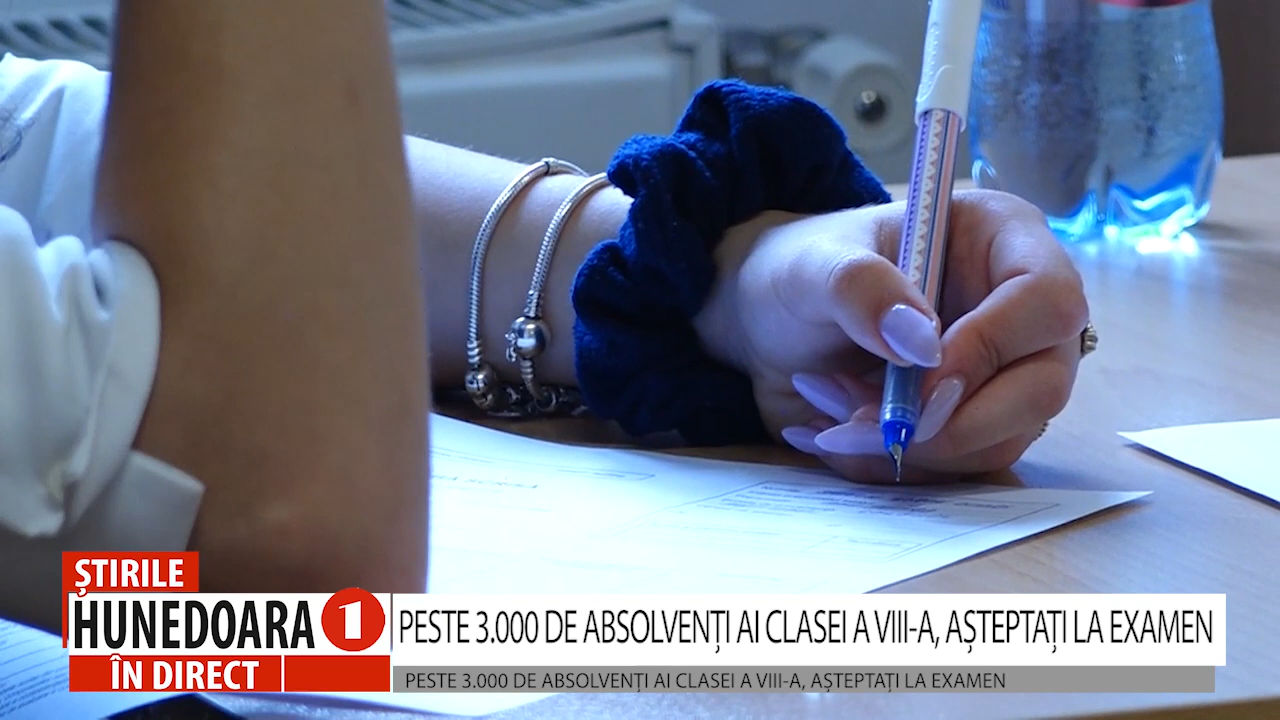 ȘTIRILE
HUNEDOARA 1
ÎN DIRECT
PESTE 3.000 DE ABSOLVENȚI AI CLASEI A VIII-A, AȘTEPTAȚI LA EXAMEN
PESTE 3.000 DE ABSOLVENȚI AI CLASEI A VIII-A, AȘTEPTAȚI LA EXAMEN